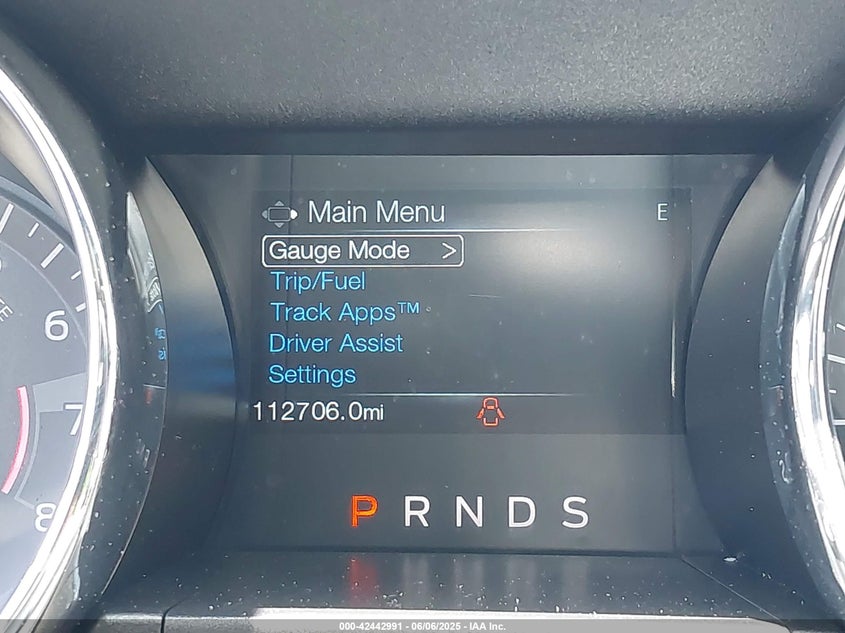 Main Menu
E
Gauge Mode >
Trip/Fuel
Track Apps™
Driver Assist
Settings
112706.0mi
P R N D S
6
7
8
000-42442991 - 06/06/2025 - IAA Inc.